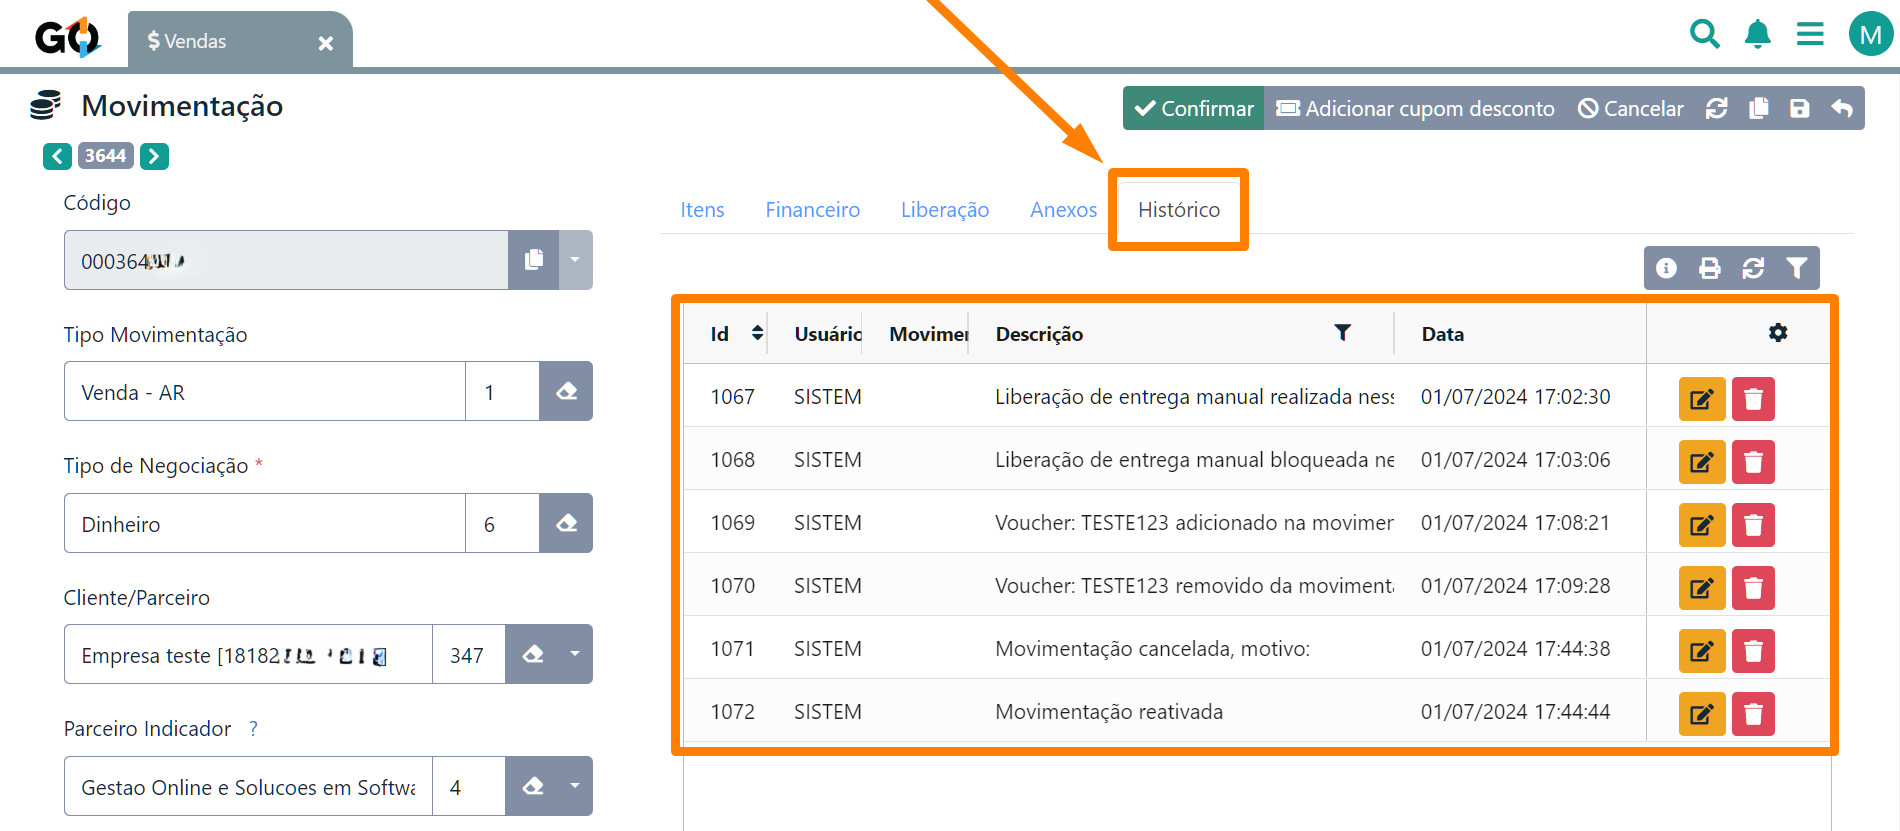 GO
$ Vendas
M
Movimentação
Confirmar
Adicionar cupom desconto
Cancelar
3644
Código
000364
Tipo Movimentação
Venda - AR
1
Tipo de Negociação *
Dinheiro
6
Cliente/Parceiro
Empresa teste [18182
347
Parceiro Indicador ?
Gestao Online e Solucoes em Softwa
4
Itens
Financeiro
Liberação
Anexos
Histórico
Id Usuário Movimer Descrição Data
1067 SISTEM Liberação de entrega manual realizada ness 01/07/2024 17:02:30
1068 SISTEM Liberação de entrega manual bloqueada ne 01/07/2024 17:03:06
1069 SISTEM Voucher: TESTE123 adicionado na movimer 01/07/2024 17:08:21
1070 SISTEM Voucher: TESTE123 removido da moviment 01/07/2024 17:09:28
1071 SISTEM Movimentação cancelada, motivo: 01/07/2024 17:44:38
1072 SISTEM Movimentação reativada 01/07/2024 17:44:44